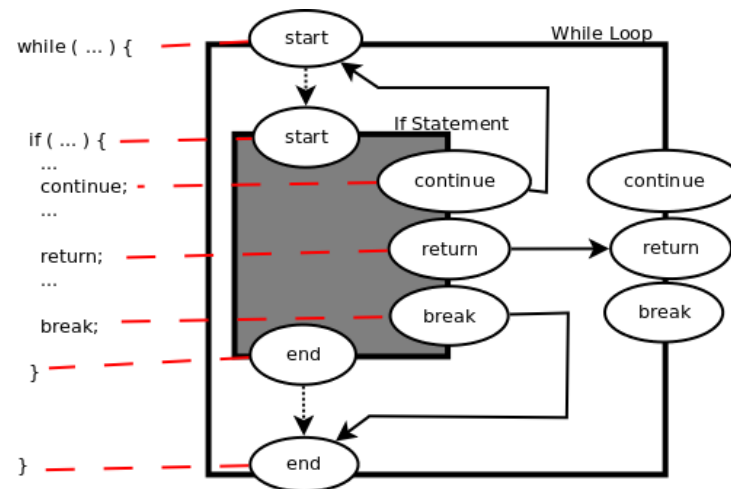 while ( ... ) {
start
While Loop
if ( ... ) {
start
If Statement
...
continue;
continue
continue
...
return;
return
return
...
break;
break
break
}
end
}
end